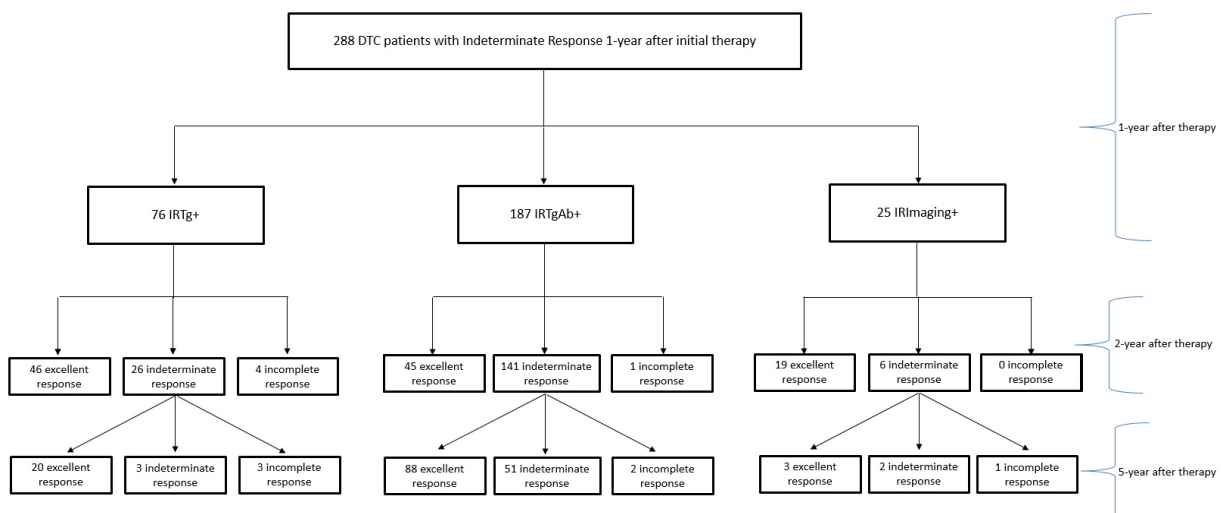 288 DTC patients with Indeterminate Response 1-year after initial therapy
1-year after therapy
76 IRTg+
187 IRTgAb+
25 IRImaging+
2-year after therapy
46 excellent
response
26 indeterminate
response
4 incomplete
response
45 excellent
response
141 indeterminate
response
1 incomplete
response
19 excellent
response
6 indeterminate
response
0 incomplete
response
20 excellent
response
3 indeterminate
response
3 incomplete
response
88 excellent
response
51 indeterminate
response
2 incomplete
response
3 excellent
response
2 indeterminate
response
1 incomplete
response
5-year after therapy